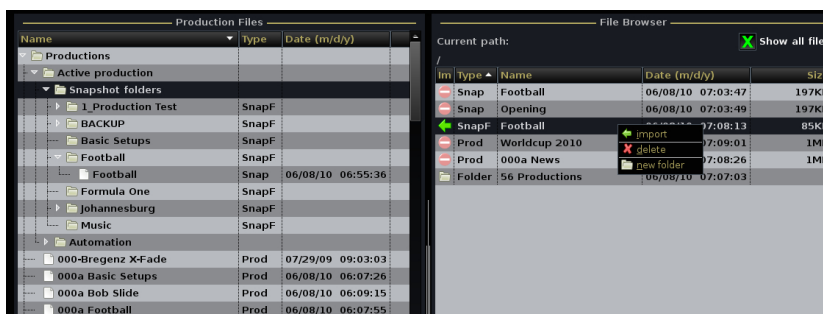 Production Files
Name Type Date (m/d/y)
Productions
Active production
Snapshot folders
1_Production Test SnapF
BACKUP SnapF
Basic Setups SnapF
Football SnapF
Football Snap 06/08/10 06:55:36
Formula One SnapF
Johannesburg SnapF
Music SnapF
Automation
000-Bregenz X-Fade Prod 07/29/09 09:03:03
000a Basic Setups Prod 06/08/10 06:07:26
000a Bob Slide Prod 06/08/10 06:09:15
000a Football Prod 06/08/10 06:07:55
File Browser
Current path: X Show all file
/
Im Type Name Date (m/d/y) Siz
Snap Football 06/08/10 07:03:47 197K
Snap Opening 06/08/10 07:03:49 197K
SnapF Football 06/08/10 07:08:13 85K
Prod Worldcup 2010 07:09:01 1M
Prod 000a News 07:08:26 1M
Folder 56 Productions 06/08/10 07:07:03
import
delete
new folder